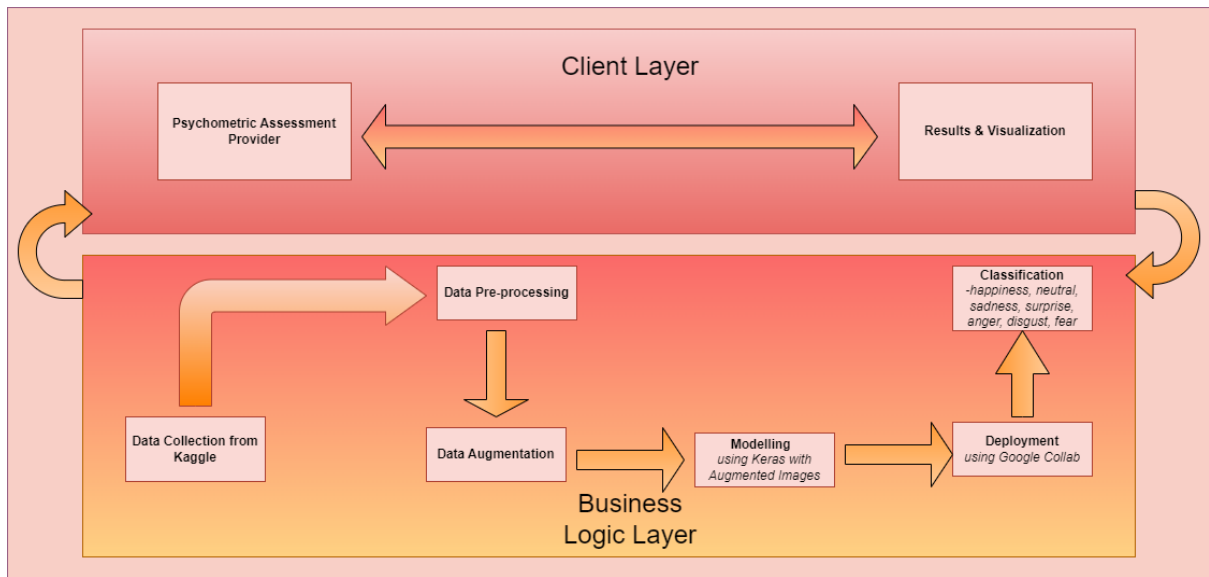 Client Layer
Psychometric Assessment
Provider
Results & Visualization
Data Pre-processing
Classification
-happiness, neutral,
sadness, surprise,
anger, disgust, fear
Data Collection from
Kaggle
Data Augmentation
Modelling
using Keras with
Augmented Images
Deployment
using Google Collab
Business
Logic Layer